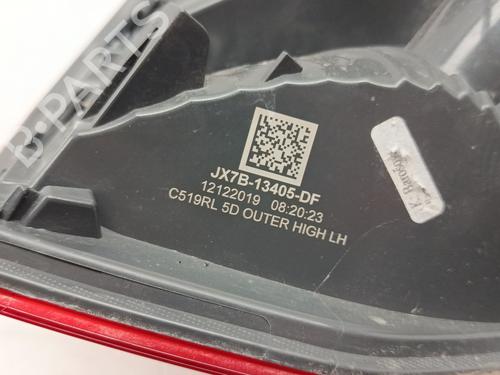 B-PARTS
JX7B-13405-DF
12122019 08:20:23
C519RL 5D OUTER HIGH LH